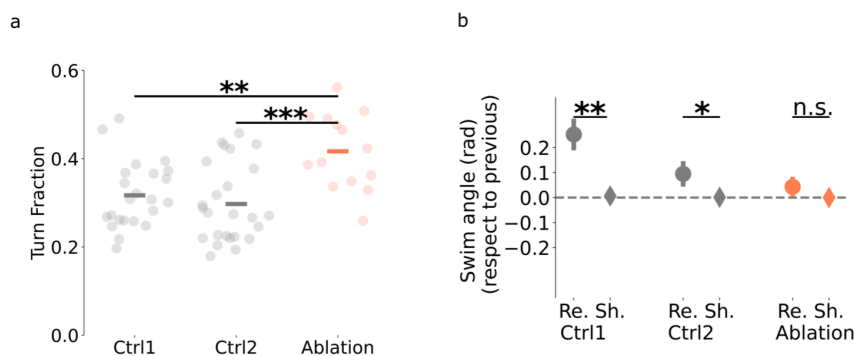 a
Turn Fraction
0.6
0.4
0.2
0.0
**
***
Ctrl1 Ctrl2 Ablation
b
Swim angle (rad)
(respect to previous)
0.2
0.1
0.0
−0.1
−0.2
** * n.s.
Re. Sh. Re. Sh. Re. Sh.
Ctrl1 Ctrl2 Ablation